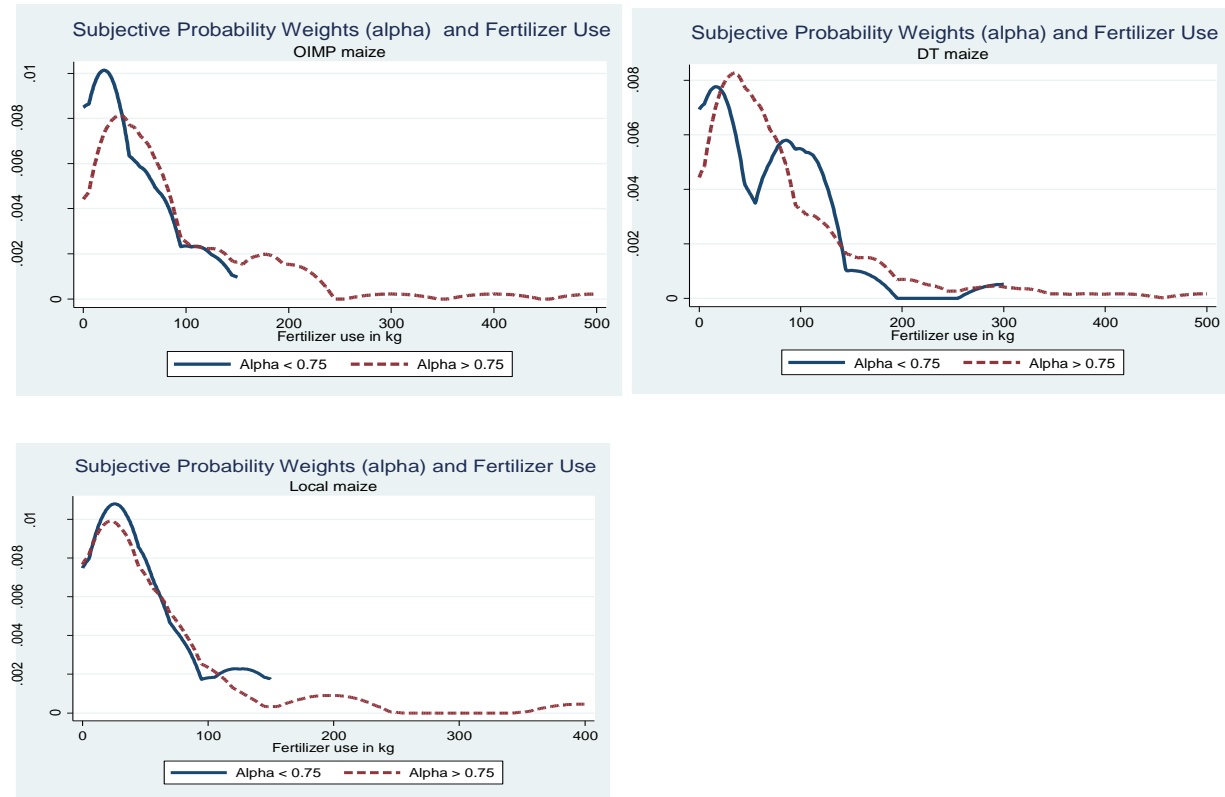 Subjective Probability Weights (alpha) and Fertilizer Use
OIMP maize
.01
.008
.006
.004
.002
0
0 100 200 300 400 500
Fertilizer use in kg
Alpha < 0.75 Alpha > 0.75
Subjective Probability Weights (alpha) and Fertilizer Use
DT maize
.008
.006
.004
.002
0
0 100 200 300 400 500
Fertilizer use in kg
Alpha < 0.75 Alpha > 0.75
Subjective Probability Weights (alpha) and Fertilizer Use
Local maize
.01
.008
.006
.004
.002
0
0 100 200 300 400
Fertilizer use in kg
Alpha < 0.75 Alpha > 0.75